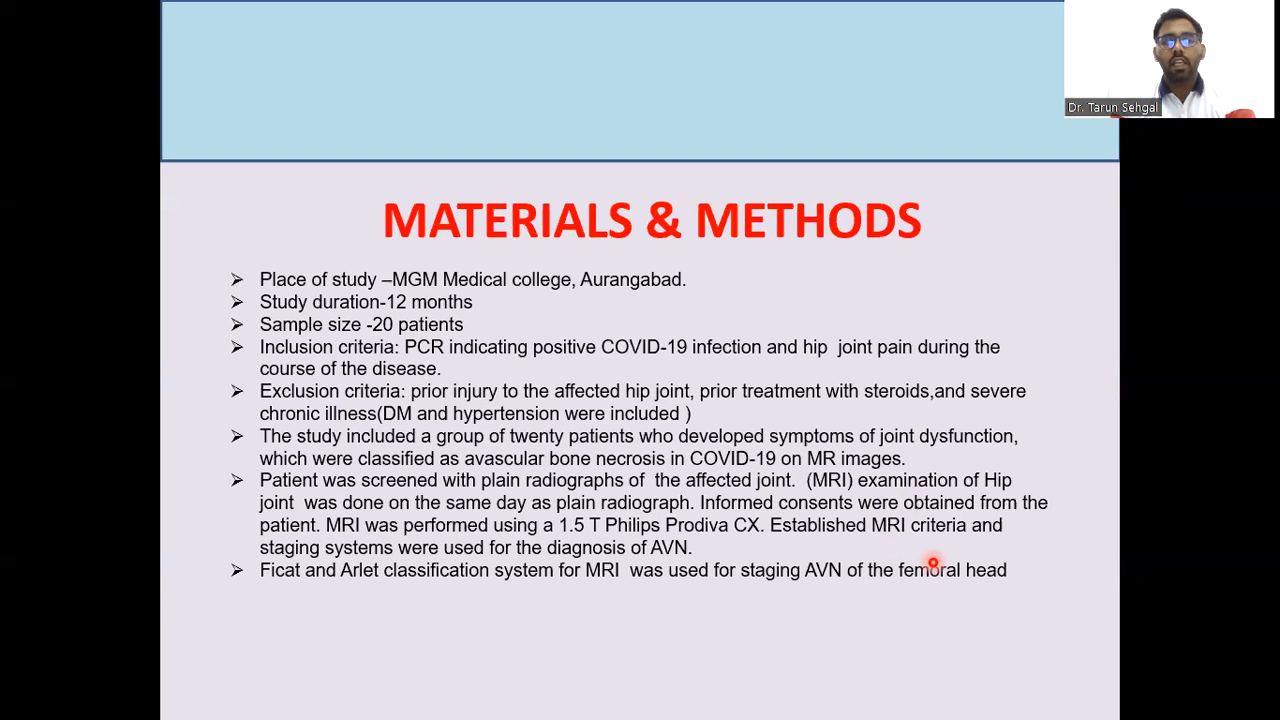 Dr. Tarun Sehgal
MATERIALS & METHODS
➢ Place of study –MGM Medical college, Aurangabad.
➢ Study duration-12 months
➢ Sample size -20 patients
➢ Inclusion criteria: PCR indicating positive COVID-19 infection and hip  joint pain during the
course of the disease.
➢ Exclusion criteria: prior injury to the affected hip joint, prior treatment with steroids,and severe
chronic illness(DM and hypertension were included )
➢ The study included a group of twenty patients who developed symptoms of joint dysfunction,
which were classified as avascular bone necrosis in COVID-19 on MR images.
➢ Patient was screened with plain radiographs of  the affected joint.  (MRI) examination of Hip
joint  was done on the same day as plain radiograph. Informed consents were obtained from the
patient. MRI was performed using a 1.5 T Philips Prodiva CX. Established MRI criteria and
staging systems were used for the diagnosis of AVN.
➢ Ficat and Arlet classification system for MRI  was used for staging AVN of the femoral head